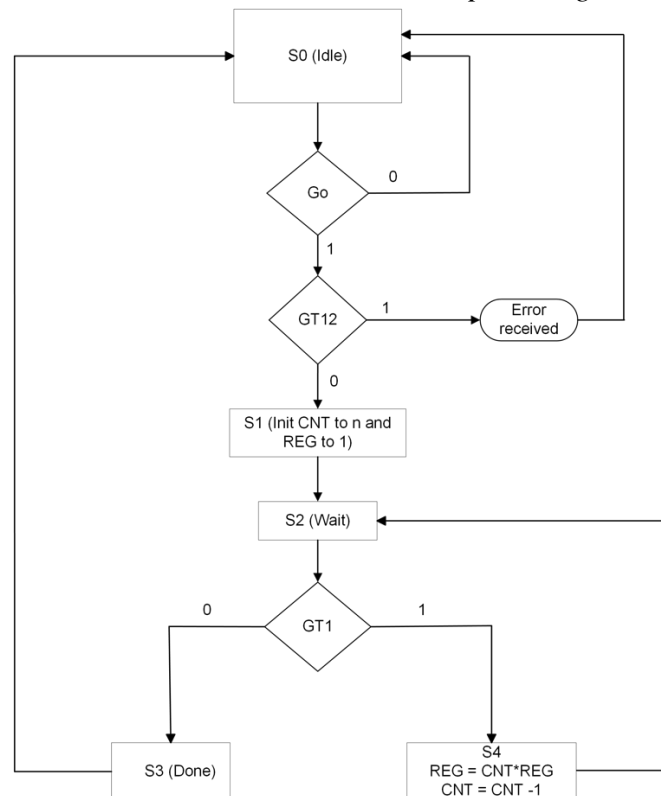 S0 (Idle)
Go
0
1
GT12
1
Error
received
0
S1 (Init CNT to n and
REG to 1)
S2 (Wait)
0
GT1
1
S3 (Done)
S4
REG = CNT*REG
CNT = CNT -1